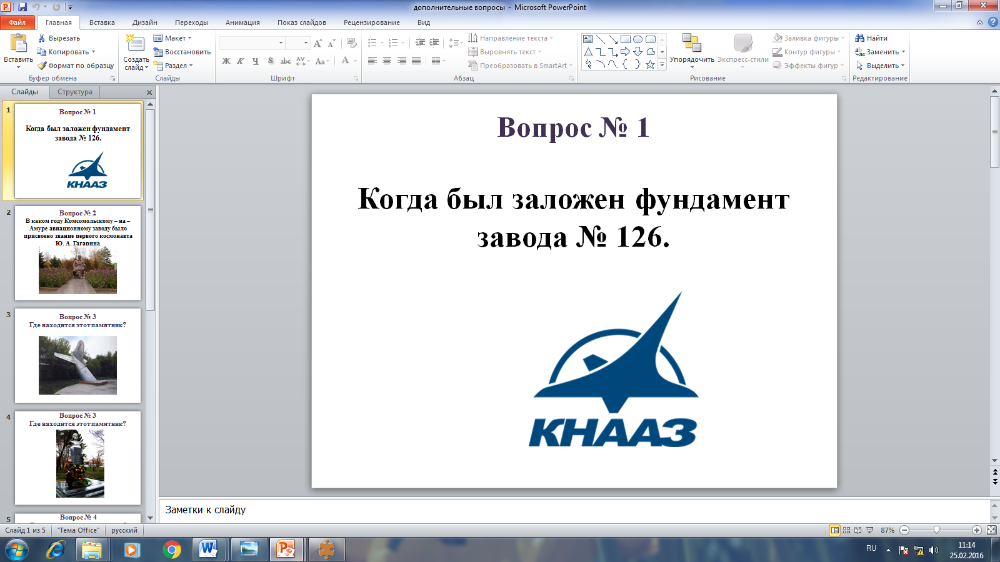 дополнительные вопросы - Microsoft PowerPoint
Файл Главная Вставка Дизайн Переходы Анимация Показ слайдов Рецензирование Вид
Вставить
Вырезать
Копировать
Формат по образцу
Буфер обмена
Создать слайд
Макет
Восстановить
Раздел
Слайды
Ж К Ч S abc AV Aa A
Шрифт
Направление текста
Выровнять текст
Преобразовать в SmartArt
Абзац
Упорядочить
Экспресс-стили
Заливка фигуры
Контур фигуры
Эффекты фигур
Рисование
Найти
Заменить
Выделить
Редактирование
Слайды Структура
1
Вопрос № 1
Когда был заложен фундамент
завода № 126.
КНААЗ
2
Вопрос № 2
В каком году Комсомольскому – на –
Амуре авиационному заводу было
присвоено звание первого космонавта
Ю. А. Гагарина
3
Вопрос № 3
Где находится этот памятник?
4
Вопрос № 3
Где находится этот памятник?
5
Вопрос № 4
Вопрос № 1
Когда был заложен фундамент
завода № 126.
КНААЗ
Заметки к слайду
Слайд 1 из 5 "Тема Office" русский
87%
RU
11:14
25.02.2016